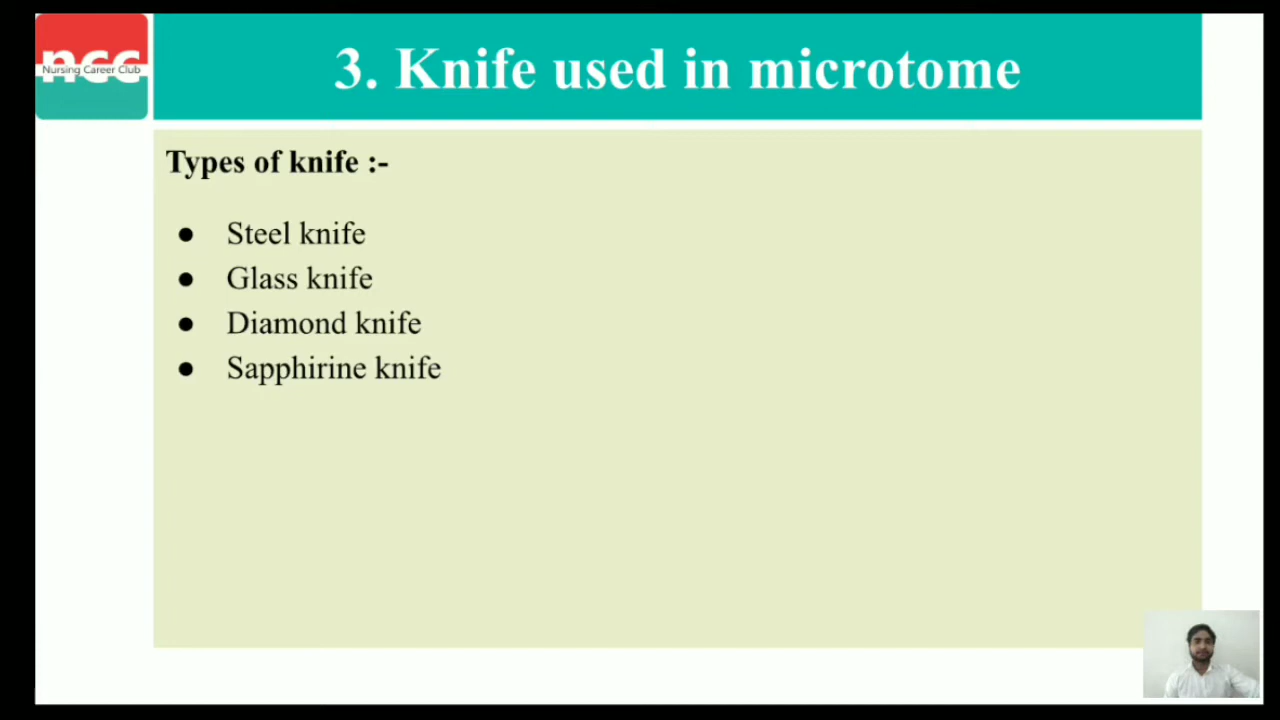 ncc
Nursing Career Club
3. Knife used in microtome
Types of knife :-
● Steel knife
● Glass knife
● Diamond knife
● Sapphirine knife